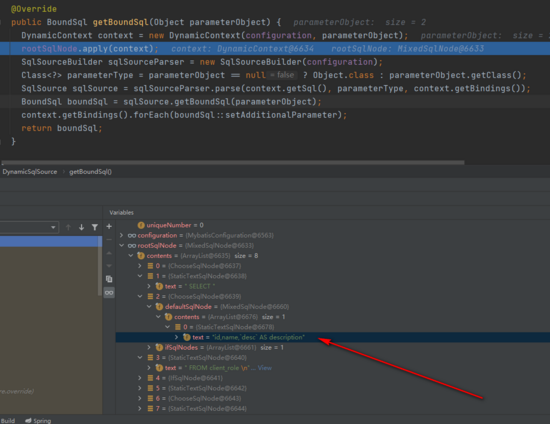 @Override
public BoundSql getBoundSql(Object parameterObject) { parameterObject: size = 2
DynamicContext context = new DynamicContext(configuration, parameterObject); parameterObject: size =
rootSqlNode.apply(context); context: DynamicContext@6634 rootSqlNode: MixedSqlNode@6633
SqlSourceBuilder sqlSourceParser = new SqlSourceBuilder(configuration);
Class<?> parameterType = parameterObject == null = false ? Object.class : parameterObject.getClass();
SqlSource sqlSource = sqlSourceParser.parse(context.getSql(), parameterType, context.getBindings());
BoundSql boundSql = sqlSource.getBoundSql(parameterObject);
context.getBindings().forEach(boundSql::setAdditionalParameter);
return boundSql;
}
DynamicSqlSource › getBoundSql()
Variables
uniqueNumber = 0
configuration = {MybatisConfiguration@6563}
rootSqlNode = {MixedSqlNode@6633}
contents = {ArrayList@6635} size = 8
0 = {ChooseSqlNode@6637}
1 = {StaticTextSqlNode@6638}
text = " SELECT "
2 = {ChooseSqlNode@6639}
defaultSqlNode = {MixedSqlNode@6660}
contents = {ArrayList@6676} size = 1
0 = {StaticTextSqlNode@6678}
text = "id,name,`desc` AS description"
ifSqlNodes = {ArrayList@6661} size = 1
3 = {StaticTextSqlNode@6640}
text = " FROM client_role \n" ... View
4 = {IfSqlNode@6641}
5 = {StaticTextSqlNode@6642}
6 = {ChooseSqlNode@6643}
7 = {StaticTextSqlNode@6644}
Build
Spring